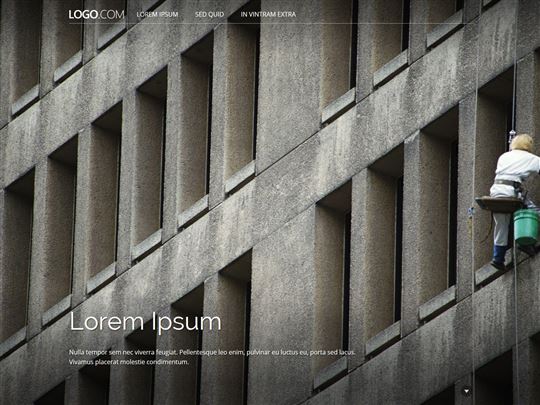 LOGO.COM
LOREM IPSUM
SED QUID
IN VINTRAM EXTRA
Lorem Ipsum
Nulla tempor sem nec viverra feugiat. Pellentesque leo enim, pulvinar eu luctus eu, porta sed lacus.
Vivamus placerat molestie condimentum.